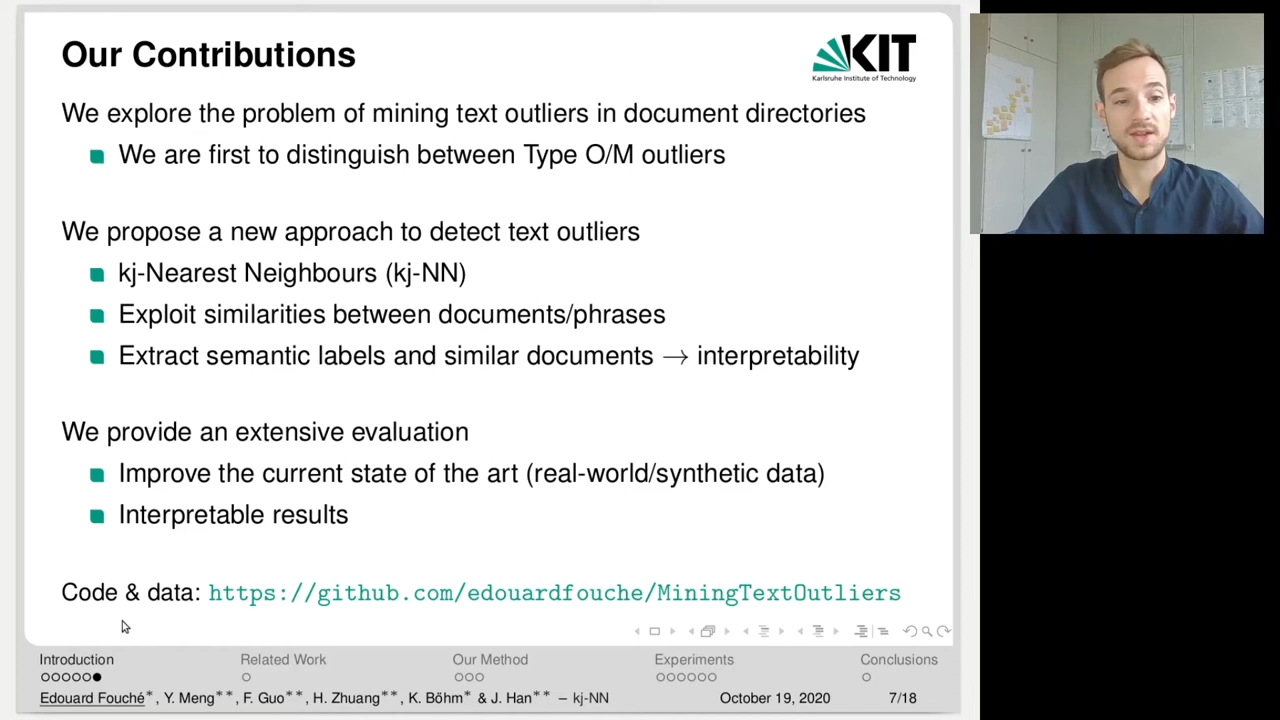 Our Contributions
KIT
Karlsruhe Institute of Technology
We explore the problem of mining text outliers in document directories
We are first to distinguish between Type O/M outliers
We propose a new approach to detect text outliers
kj-Nearest Neighbours (kj-NN)
Exploit similarities between documents/phrases
Extract semantic labels and similar documents → interpretability
We provide an extensive evaluation
Improve the current state of the art (real-world/synthetic data)
Interpretable results
Code & data: https://github.com/edouardfouche/MiningTextOutliers
Introduction Related Work Our Method Experiments Conclusions
Edouard Fouché*, Y. Meng**, F. Guo**, H. Zhuang**, K. Böhm* & J. Han** – kj-NN October 19, 2020 7/18